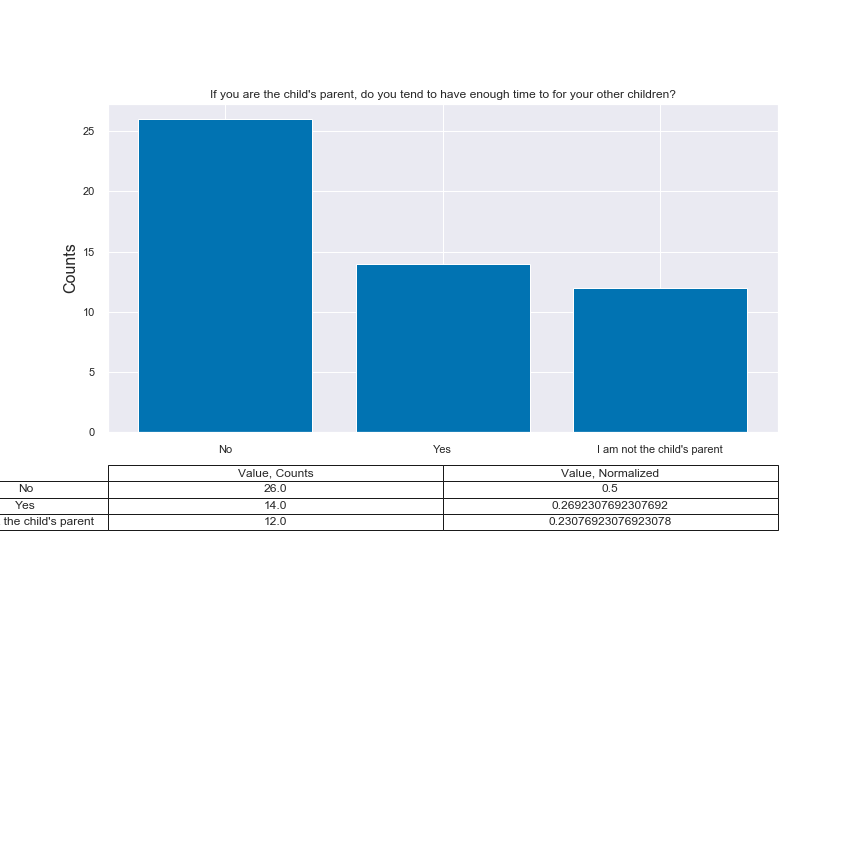 If you are the child's parent, do you tend to have enough time to for your other children?
25
20
15
10
5
0
Counts
No Yes I am not the child's parent
Value, Counts Value, Normalized
No 26.0 0.5
Yes 14.0 0.2692307692307692
the child's parent 12.0 0.23076923076923078